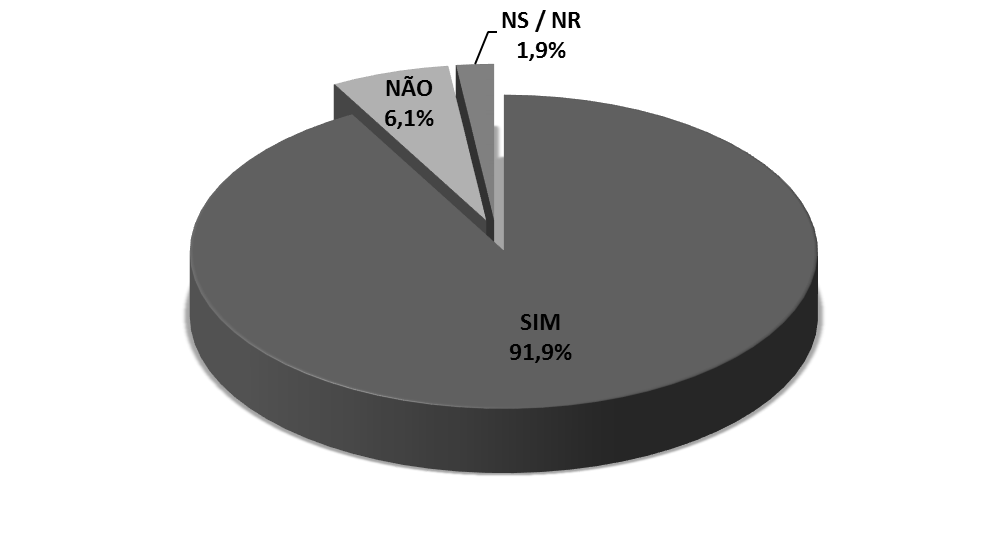 NS / NR
1,9%
NÃO
6,1%
SIM
91,9%